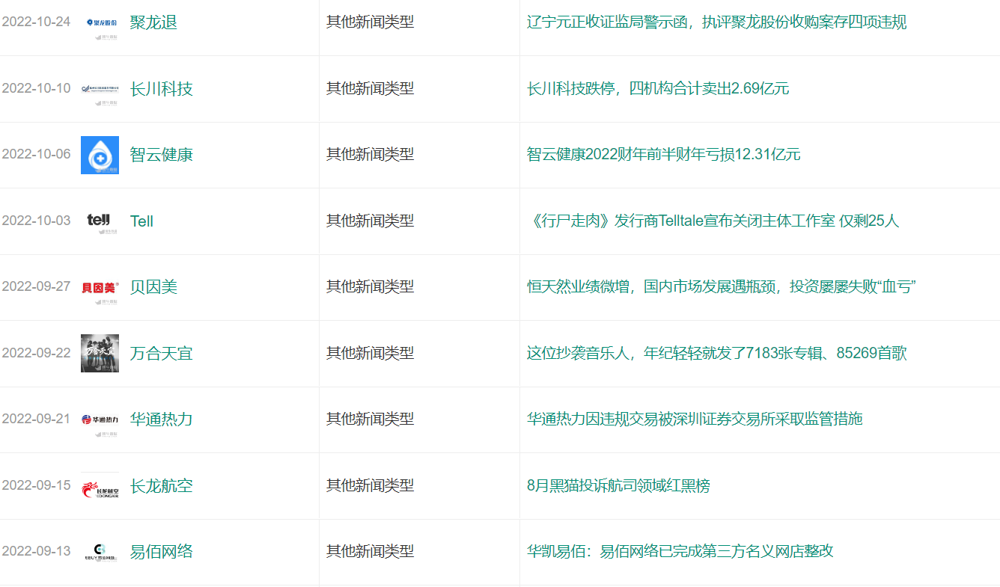 2022-10-24 聚龙股份 聚龙退 其他新闻类型 辽宁元正收证监局警示函，执评聚龙股份收购案存四项违规
2022-10-10 长川科技 其他新闻类型 长川科技跌停，四机构合计卖出2.69亿元
2022-10-06 智云健康 其他新闻类型 智云健康2022财年前半财年亏损12.31亿元
2022-10-03 tell Tell 其他新闻类型 《行尸走肉》发行商Telltale宣布关闭主体工作室 仅剩25人
2022-09-27 貝因美® 贝因美 其他新闻类型 恒天然业绩微增，国内市场发展遇瓶颈，投资屡屡失败“血亏”
2022-09-22 万合天宜 万合天宜 其他新闻类型 这位抄袭音乐人，年纪轻轻就发了7183张专辑、85269首歌
2022-09-21 华通热力 华通热力 其他新闻类型 华通热力因违规交易被深圳证券交易所采取监管措施
2022-09-15 长龙航空 长龙航空 其他新闻类型 8月黑猫投诉航司领域红黑榜
2022-09-13 易佰网络 其他新闻类型 华凯易佰：易佰网络已完成第三方名义网店整改